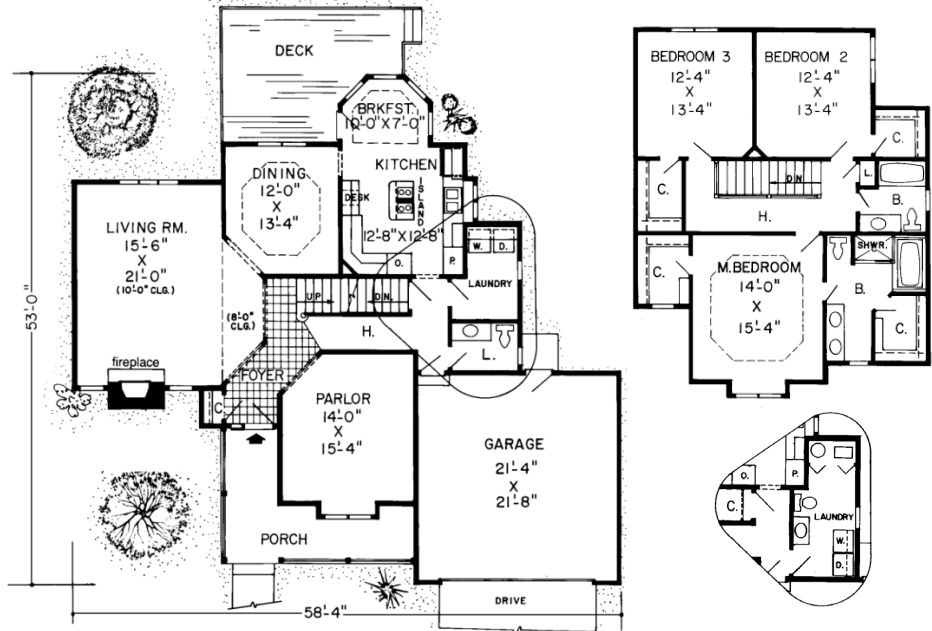 DECK
BRKFST.
10'-0" X 7'-0"
KITCHEN
DINING
12'-0"
X
13'-4"
DESK
ISLAND
12'-8" X 12'-8"
LIVING RM.
15'-6"
X
21'-0"
(10'-0" CLG.)
W.
D.
O.
P.
LAUNDRY
UP
DN.
(8'-0"
CLG.)
H.
L.
fireplace
FOYER
C.
PARLOR
14'-0"
X
15'-4"
GARAGE
21'-4"
X
21'-8"
PORCH
DRIVE
53'-0"
58'-4"
BEDROOM 3
12'-4"
X
13'-4"
BEDROOM 2
12'-4"
X
13'-4"
C.
C.
DN.
L.
B.
H.
C.
M.BEDROOM
14'-0"
X
15'-4"
SHWR.
B.
C.
O.
P.
C.
LAUNDRY
W.
D.